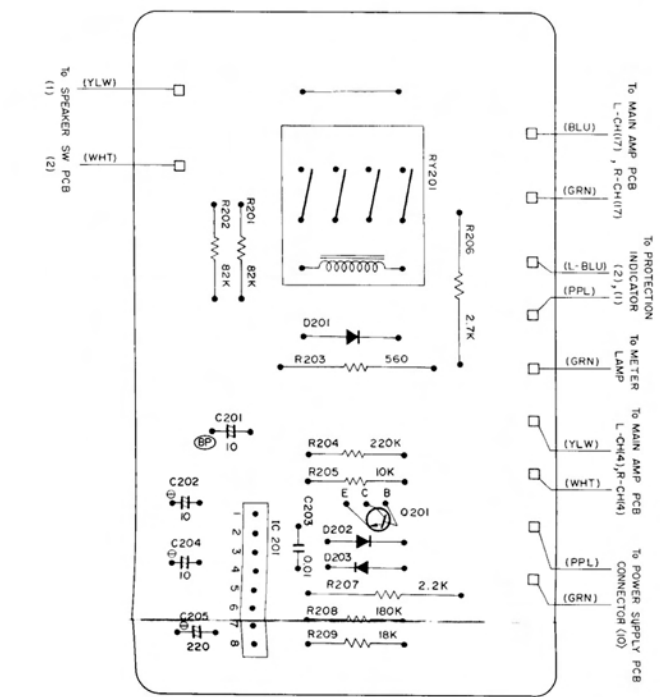 To SPEAKER SW PCB
(1)
(2)
(YLW)
(WHT)
RY201
R201
82K
R202
82K
R206
2.7K
D201
R203
560
C201
BP
10
C202
10
C204
10
C205
220
IC 201
1
2
3
4
5
6
7
8
C203
0.01
R204
220K
R205
10K
E C B
Q201
D202
D203
R207
2.2K
R208
180K
R209
18K
To MAIN AMP PCB
L-CH(17), R-CH(17)
(BLU)
(GRN)
To PROTECTION
INDICATOR
(2),(1)
(L-BLU)
(PPL)
To METER
LAMP
(GRN)
To MAIN AMP PCB
L-CH(4),R-CH(4)
(YLW)
(WHT)
To POWER SUPPLY PCB
CONNECTOR (10)
(PPL)
(GRN)